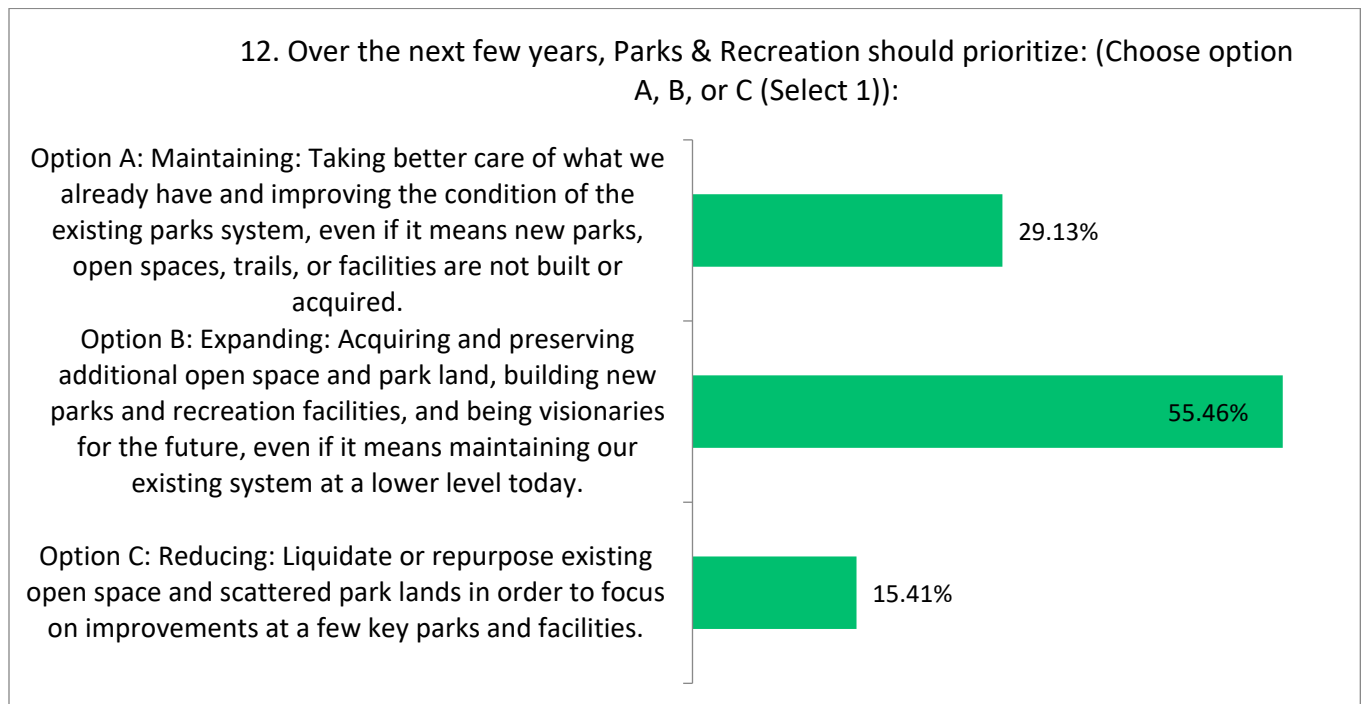 12. Over the next few years, Parks & Recreation should prioritize: (Choose option
A, B, or C (Select 1)):
Option A: Maintaining: Taking better care of what we
already have and improving the condition of the
existing parks system, even if it means new parks,
open spaces, trails, or facilities are not built or
acquired.
29.13%
Option B: Expanding: Acquiring and preserving
additional open space and park land, building new
parks and recreation facilities, and being visionaries
for the future, even if it means maintaining our
existing system at a lower level today.
55.46%
Option C: Reducing: Liquidate or repurpose existing
open space and scattered park lands in order to focus
on improvements at a few key parks and facilities.
15.41%